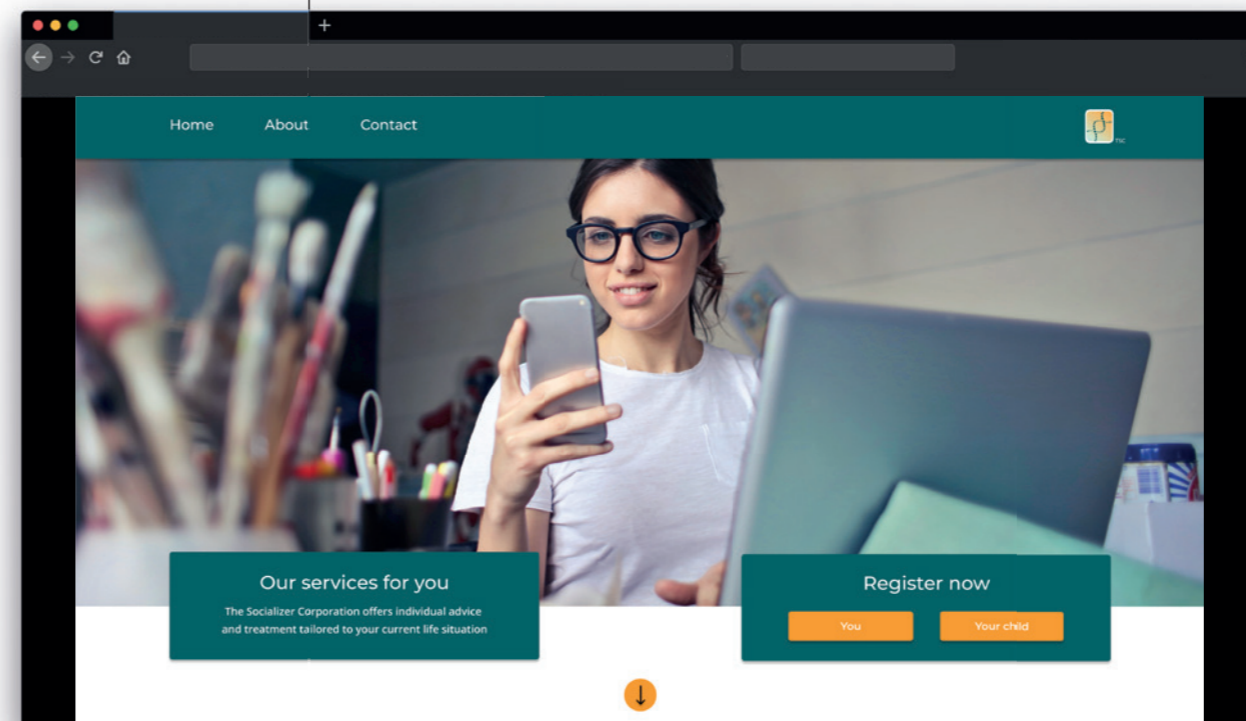 Home About Contact
TSC
Our services for you
The Socializer Corporation offers individual advice
and treatment tailored to your current life situation
Register now
You Your child